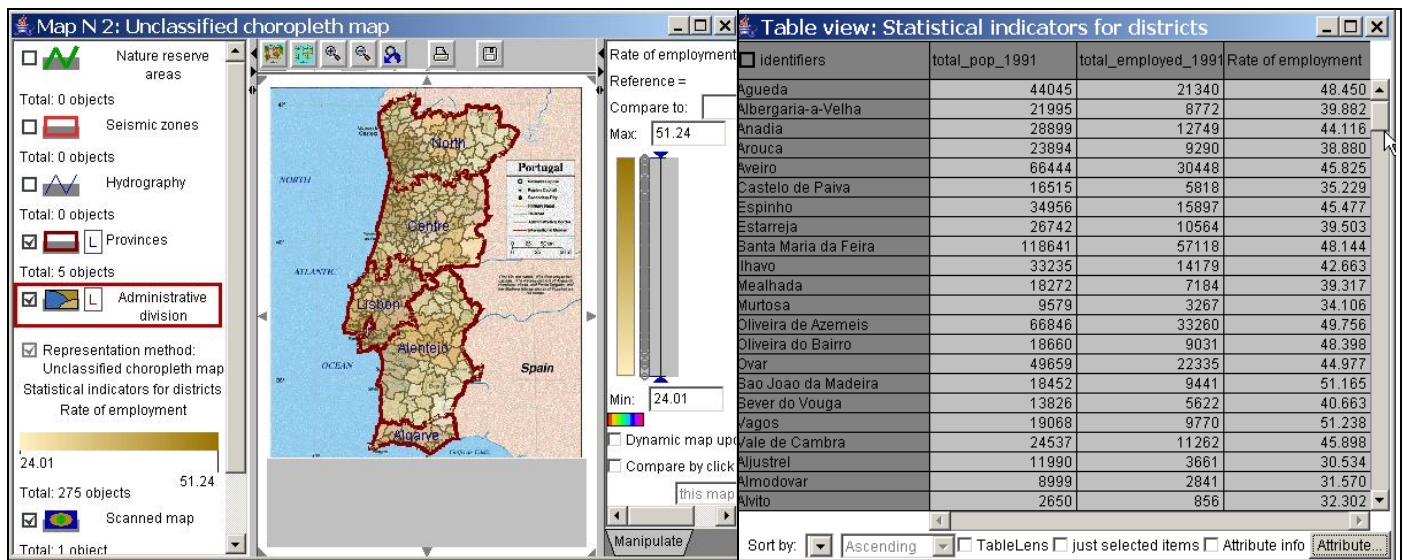 Map N 2: Unclassified choropleth map
Nature reserve
areas
Total: 0 objects
Seismic zones
Total: 0 objects
Hydrography
Total: 0 objects
L Provinces
Total: 5 objects
L Administrative
division
Representation method:
Unclassified choropleth map
Statistical indicators for districts
Rate of employment
24.01
51.24
Total: 275 objects
Scanned map
Total: 1 object
North
Portugal
NORTH
Centre
ATLANTIC
Lisbon
Alentejo
OCEAN
Spain
Algarve
Rate of employment
Reference =
Compare to:
Max: 51.24
Min: 24.01
Dynamic map upd
Compare by click
this map
Manipulate
Table view: Statistical indicators for districts
identifiers total_pop_1991 total_employed_1991 Rate of employment
Agueda 44045 21340 48.450
Albergaria-a-Velha 21995 8772 39.882
Anadia 28899 12749 44.116
Arouca 23894 9290 38.880
Aveiro 66444 30448 45.825
Castelo de Paiva 16515 5818 35.229
Espinho 34956 15897 45.477
Estarreja 26742 10564 39.503
Santa Maria da Feira 118641 57118 48.144
Ilhavo 33235 14179 42.663
Mealhada 18272 7184 39.317
Murtosa 9579 3267 34.106
Oliveira de Azemeis 66846 33260 49.756
Oliveira do Bairro 18660 9031 48.398
Ovar 49659 22335 44.977
Sao Joao da Madeira 18452 9441 51.165
Sever do Vouga 13826 5622 40.663
Vagos 19068 9770 51.238
Vale de Cambra 24537 11262 45.898
Aljustrel 11990 3661 30.534
Almodovar 8999 2841 31.570
Alvito 2650 856 32.302
Sort by: Ascending TableLens just selected items Attribute info Attribute...